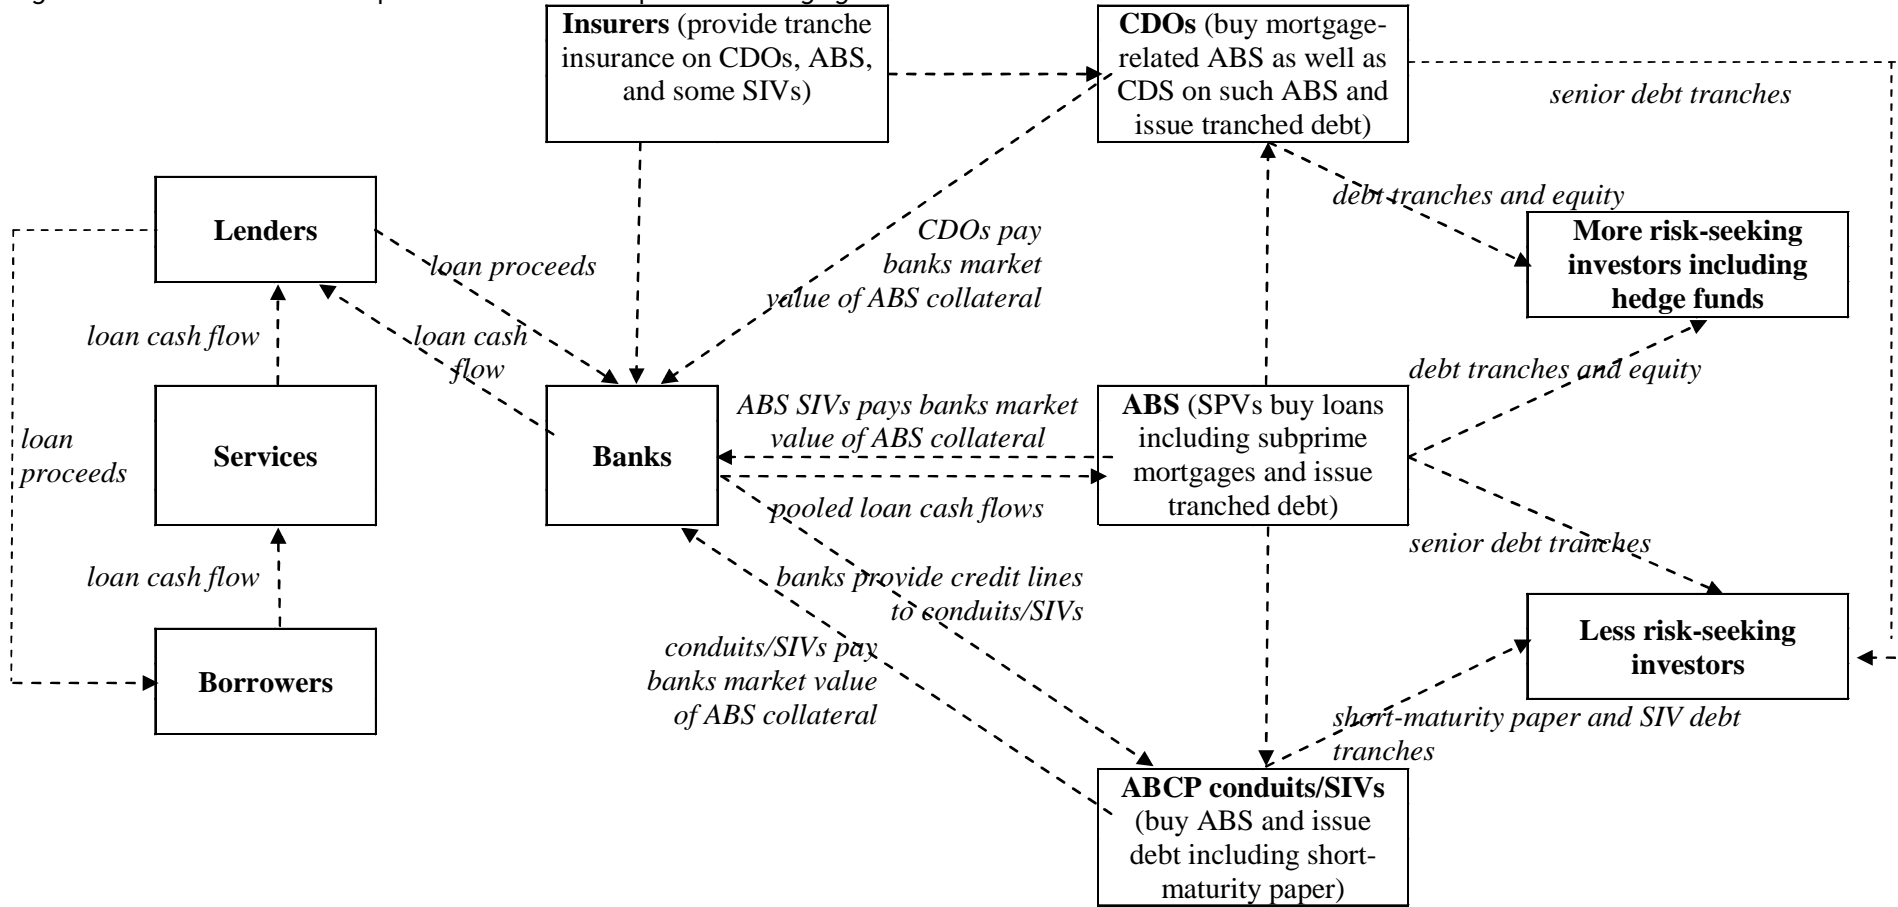 Insurers (provide tranche
insurance on CDOs, ABS,
and some SIVs)
CDOs (buy mortgage-
related ABS as well as
CDS on such ABS and
issue tranched debt)
senior debt tranches
debt tranches and equity
Lenders
loan proceeds
CDOs pay
banks market
value of ABS collateral
More risk-seeking
investors including
hedge funds
loan cash flow
loan cash
flow
debt tranches and equity
ABS SIVs pays banks market
value of ABS collateral
ABS (SPVs buy loans
including subprime
mortgages and issue
tranched debt)
loan
proceeds
Services
Banks
pooled loan cash flows
senior debt tranches
loan cash flow
banks provide credit lines
to conduits/SIVs
Less risk-seeking
investors
conduits/SIVs pay
banks market value
of ABS collateral
Borrowers
short-maturity paper and SIV debt
tranches
ABCP conduits/SIVs
(buy ABS and issue
debt including short-
maturity paper)